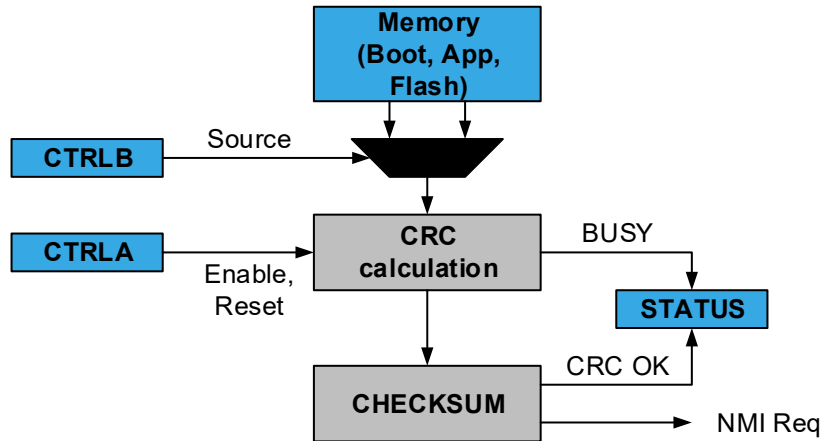 Memory
(Boot, App,
Flash)
Source
CTRLB
CRC
calculation
BUSY
CTRLA
Enable,
Reset
STATUS
CRC OK
CHECKSUM
NMI Req